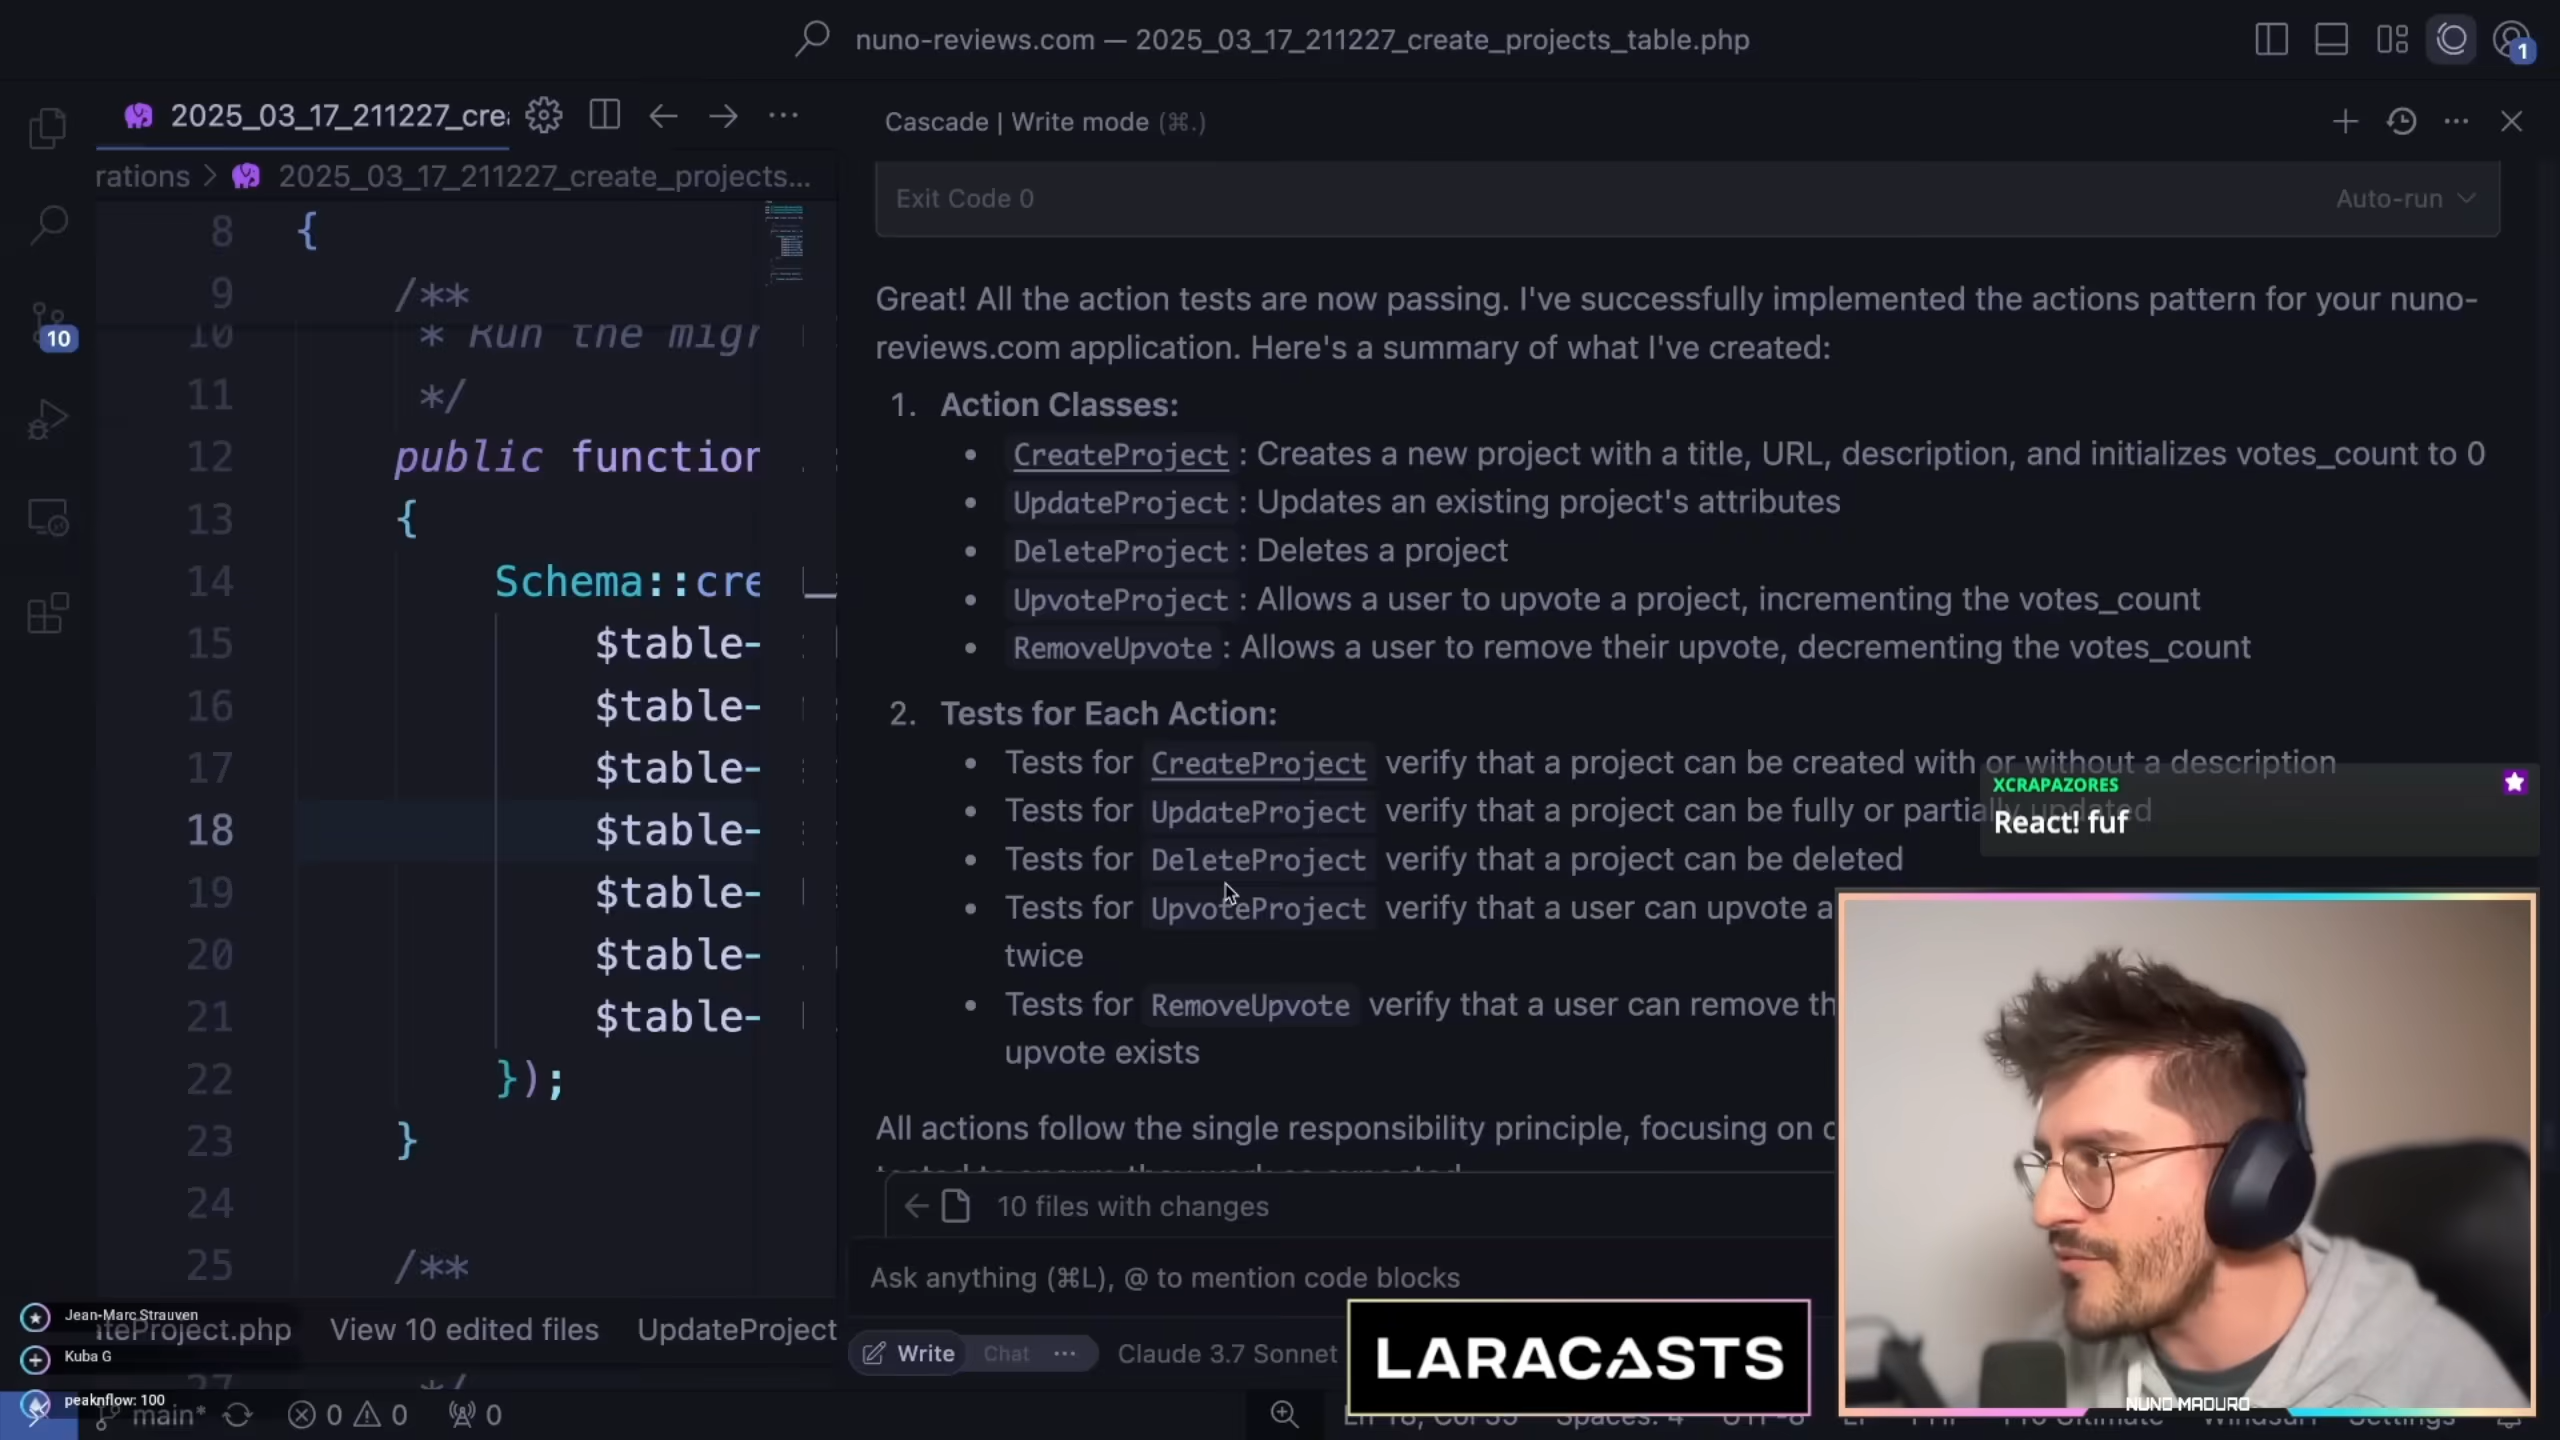 nuno-reviews.com — 2025_03_17_211227_create_projects_table.php
1
2025_03_17_211227_crea
Cascade | Write mode (⌘.)
rations > 2025_03_17_211227_create_projects...
Exit Code 0
Auto-run
8 {
9 /**
10 * Run the migr
11 */
12 public function
13 {
14 Schema::cre
15 $table-
16 $table-
17 $table-
18 $table-
19 $table-
20 $table-
21 $table-
22 });
23 }
24
25 /**
27 */
10
Great! All the action tests are now passing. I've successfully implemented the actions pattern for your nuno-
reviews.com application. Here's a summary of what I've created:
1. Action Classes:
• CreateProject : Creates a new project with a title, URL, description, and initializes votes_count to 0
• UpdateProject : Updates an existing project's attributes
• DeleteProject : Deletes a project
• UpvoteProject : Allows a user to upvote a project, incrementing the votes_count
• RemoveUpvote : Allows a user to remove their upvote, decrementing the votes_count
2. Tests for Each Action:
• Tests for CreateProject verify that a project can be created with or without a description
• Tests for UpdateProject verify that a project can be fully or partially updated
• Tests for DeleteProject verify that a project can be deleted
• Tests for UpvoteProject verify that a user can upvote a
twice
• Tests for RemoveUpvote verify that a user can remove th
upvote exists
All actions follow the single responsibility principle, focusing on
XCRAPAZORES
React! fuf
10 files with changes
Ask anything (⌘L), @ to mention code blocks
Write Chat ... Claude 3.7 Sonnet
Jean-Marc Strauven
Kuba G
peaknflow: 100
iteProject.php View 10 edited files UpdateProject
main* 0 0 0
LARACASTS
NUNO MADURO